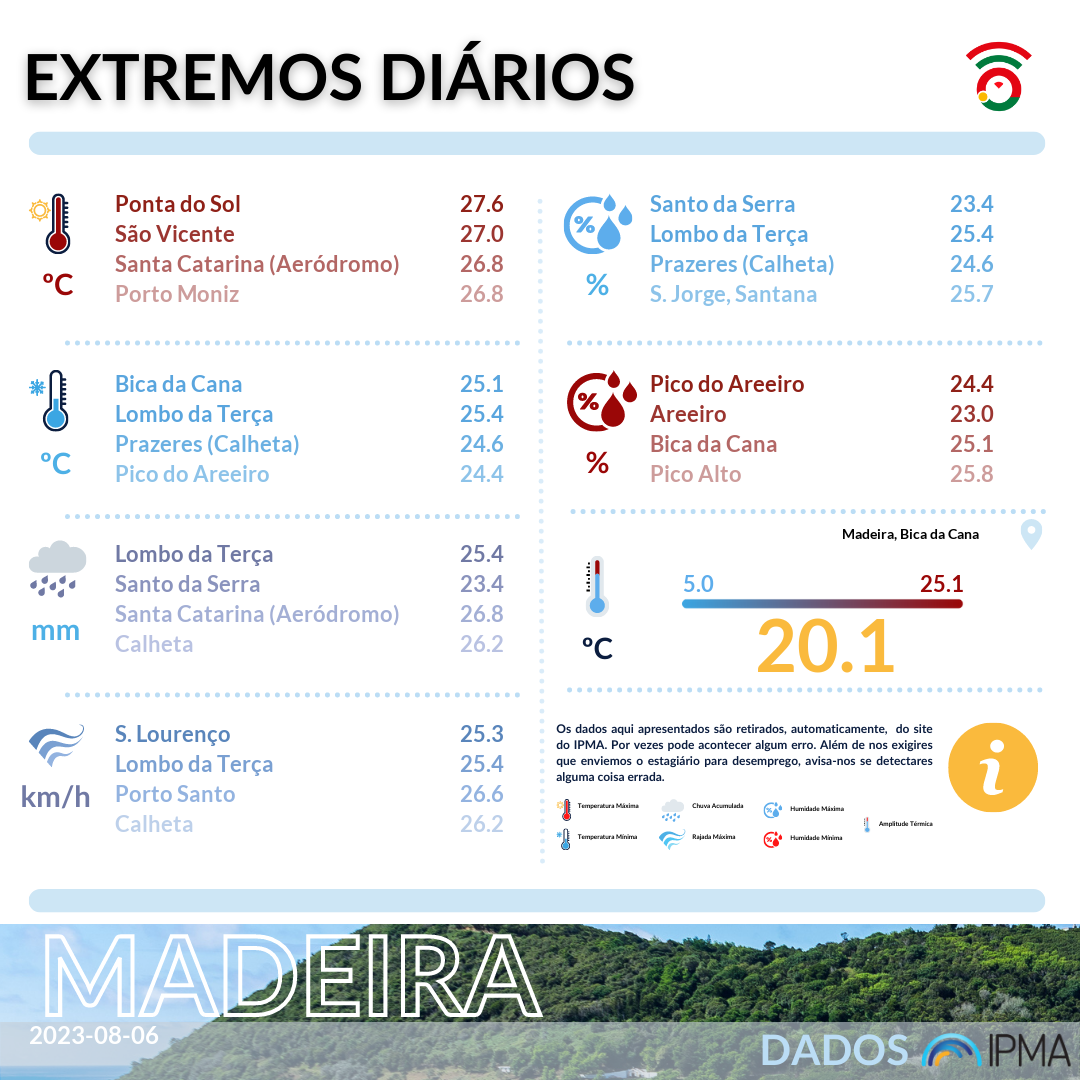 EXTREMOS DIÁRIOS
Ponta do Sol 27.6
São Vicente 27.0
Santa Catarina (Aeródromo) 26.8
Porto Moniz 26.8
ºC
Bica da Cana 25.1
Lombo da Terça 25.4
Prazeres (Calheta) 24.6
Pico do Areeiro 24.4
ºC
Lombo da Terça 25.4
Santo da Serra 23.4
Santa Catarina (Aeródromo) 26.8
Calheta 26.2
mm
S. Lourenço 25.3
Lombo da Terça 25.4
Porto Santo 26.6
Calheta 26.2
km/h
% Santo da Serra 23.4
Lombo da Terça 25.4
Prazeres (Calheta) 24.6
S. Jorge, Santana 25.7
%
% Pico do Areeiro 24.4
Areeiro 23.0
Bica da Cana 25.1
Pico Alto 25.8
%
Madeira, Bica da Cana
5.0 25.1
20.1
ºC
Os dados aqui apresentados são retirados, automaticamente, do site
do IPMA. Por vezes pode acontecer algum erro. Além de nos exigires
que enviemos o estagiário para desemprego, avisa-nos se detectares
alguma coisa errada.
i
Temperatura Máxima Chuva Acumulada Humidade Máxima
Amplitude Térmica
Temperatura Mínima Rajada Máxima Humidade Mínima
MADEIRA
2023-08-06
DADOS IPMA